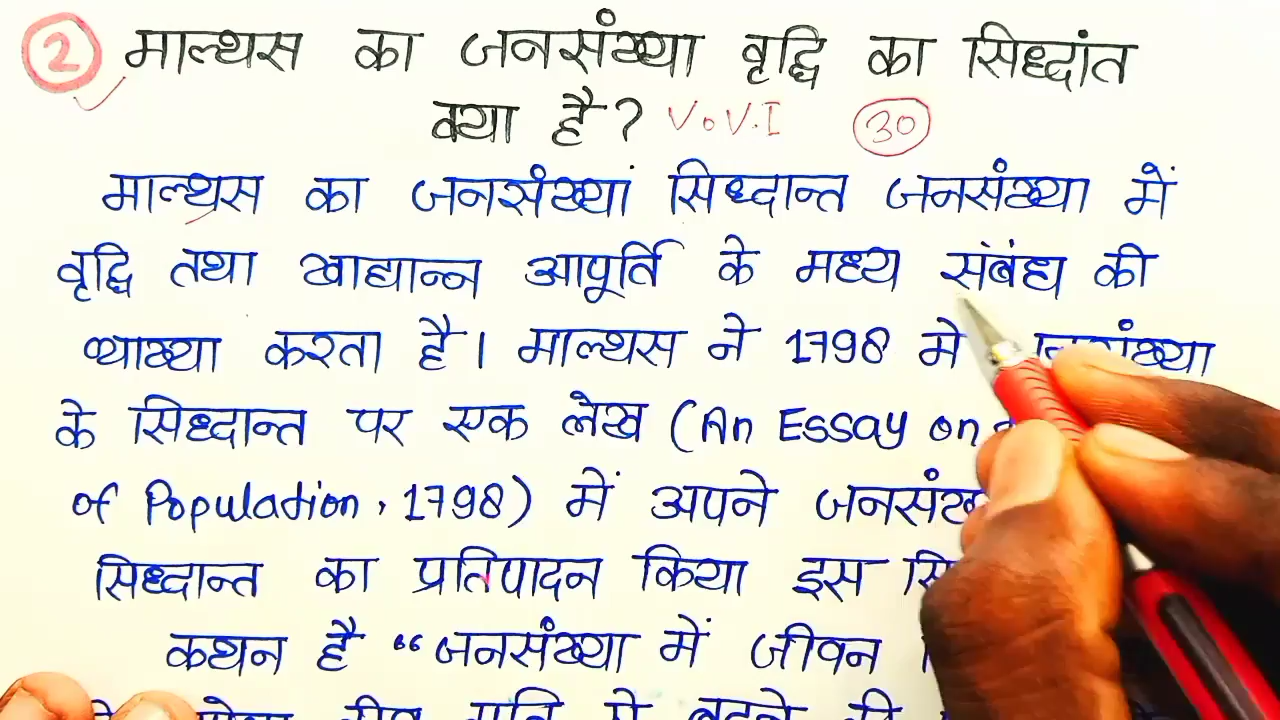 2 माल्थस का जनसंख्या वृद्धि का सिद्धांत
क्या है? V.V.I 30
माल्थस का जनसंख्यां सिध्दान्त जनसंख्या में
वृद्धि तथा खाद्यान्न आपूर्ति के मध्य संबंध की
व्याख्या करता है। माल्थस ने 1798 मे
के सिध्दान्त पर एक लेख (An Essay on
of Population, 1798) में अपने
सिध्दान्त का प्रतिपादन किया इस
कथन है “जनसंख्या में जीवन